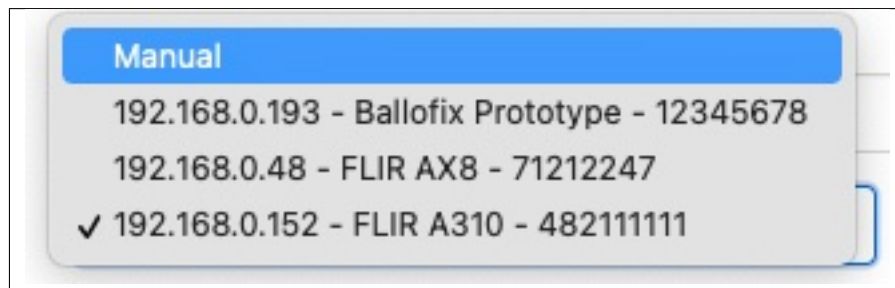 Manual
192.168.0.193 - Ballofix Prototype - 12345678
192.168.0.48 - FLIR AX8 - 71212247
✓ 192.168.0.152 - FLIR A310 - 482111111